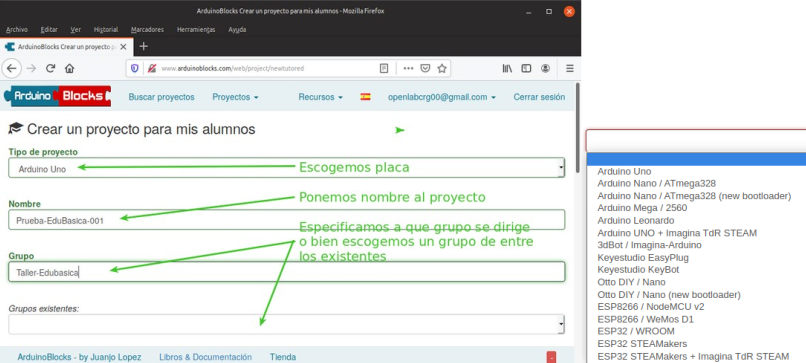 ArduinoBlocks Crear un proyecto para mis alumnos - Mozilla Firefox
Archivo Editar Ver Historial Marcadores Herramientas Ayuda
ArduinoBlocks Crear un proyecto p
www.arduinoblocks.com/web/project/newtutored
Arduino Blocks Buscar proyectos Proyectos Recursos openlabcrg00@gmail.com Cerrar sesión
Crear un proyecto para mis alumnos
Tipo de proyecto
Arduino Uno
Escogemos placa
Nombre
Prueba-EduBasica-001
Ponemos nombre al proyecto
Grupo
Taller-Edubasica
Especificamos a que grupo se dirige
o bien escogemos un grupo de entre
los existentes
Grupos existentes:
ArduinoBlocks - by Juanjo Lopez Libros & Documentación Tienda
Arduino Uno
Arduino Nano / ATmega328
Arduino Nano / ATmega328 (new bootloader)
Arduino Mega / 2560
Arduino Leonardo
Arduino UNO + Imagina TdR STEAM
3dBot / Imagina-Arduino
Keyestudio EasyPlug
Keyestudio KeyBot
Otto DIY / Nano
Otto DIY / Nano (new bootloader)
ESP8266 / NodeMCU v2
ESP8266 / WeMos D1
ESP32 / WROOM
ESP32 STEAMakers
ESP32 STEAMakers + Imagina TdR STEAM